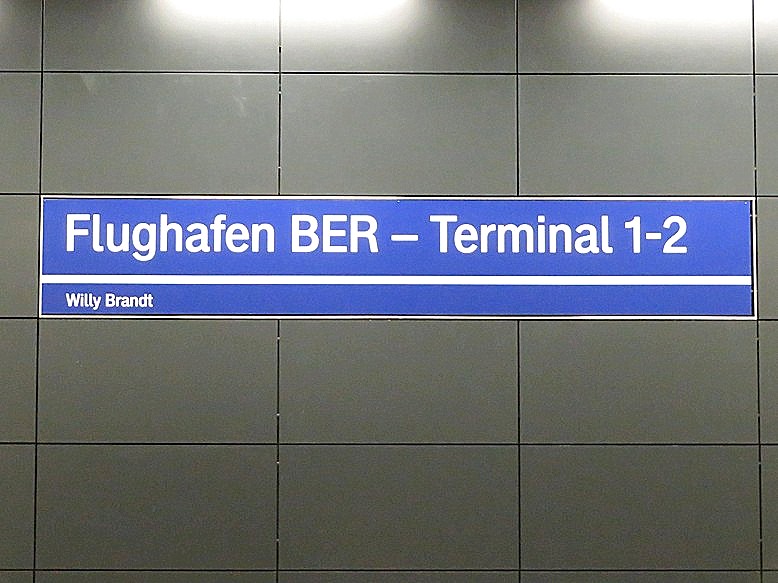 Flughafen BER – Terminal 1-2
Willy Brandt